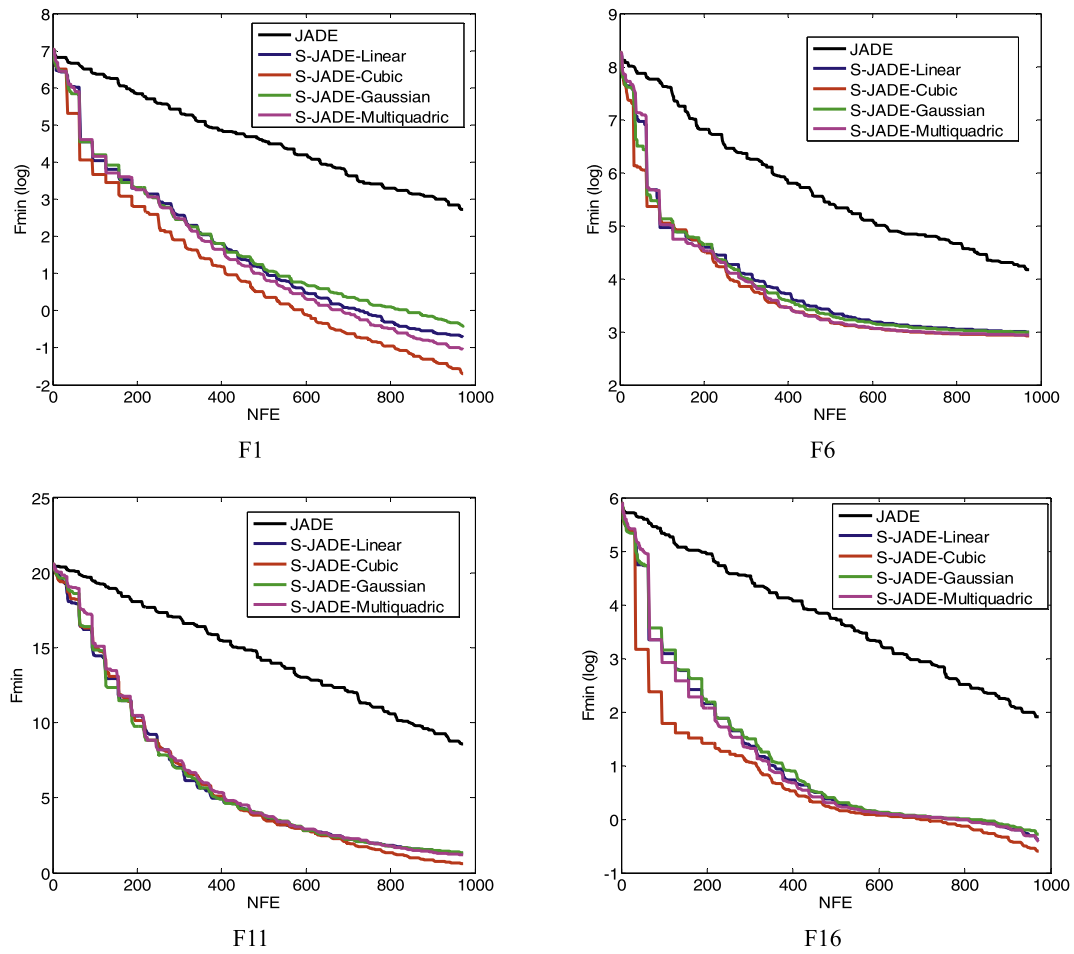 8
7
6
5
4
3
2
1
0
-1
-2
Fmin (log)
0 200 400 600 800 1000
NFE
JADE
S-JADE-Linear
S-JADE-Cubic
S-JADE-Gaussian
S-JADE-Multiquadric
F1
9
8
7
6
5
4
3
2
Fmin (log)
0 200 400 600 800 1000
NFE
JADE
S-JADE-Linear
S-JADE-Cubic
S-JADE-Gaussian
S-JADE-Multiquadric
F6
25
20
15
10
5
0
Fmin
0 200 400 600 800 1000
NFE
JADE
S-JADE-Linear
S-JADE-Cubic
S-JADE-Gaussian
S-JADE-Multiquadric
F11
6
5
4
3
2
1
0
-1
Fmin (log)
0 200 400 600 800 1000
NFE
JADE
S-JADE-Linear
S-JADE-Cubic
S-JADE-Gaussian
S-JADE-Multiquadric
F16